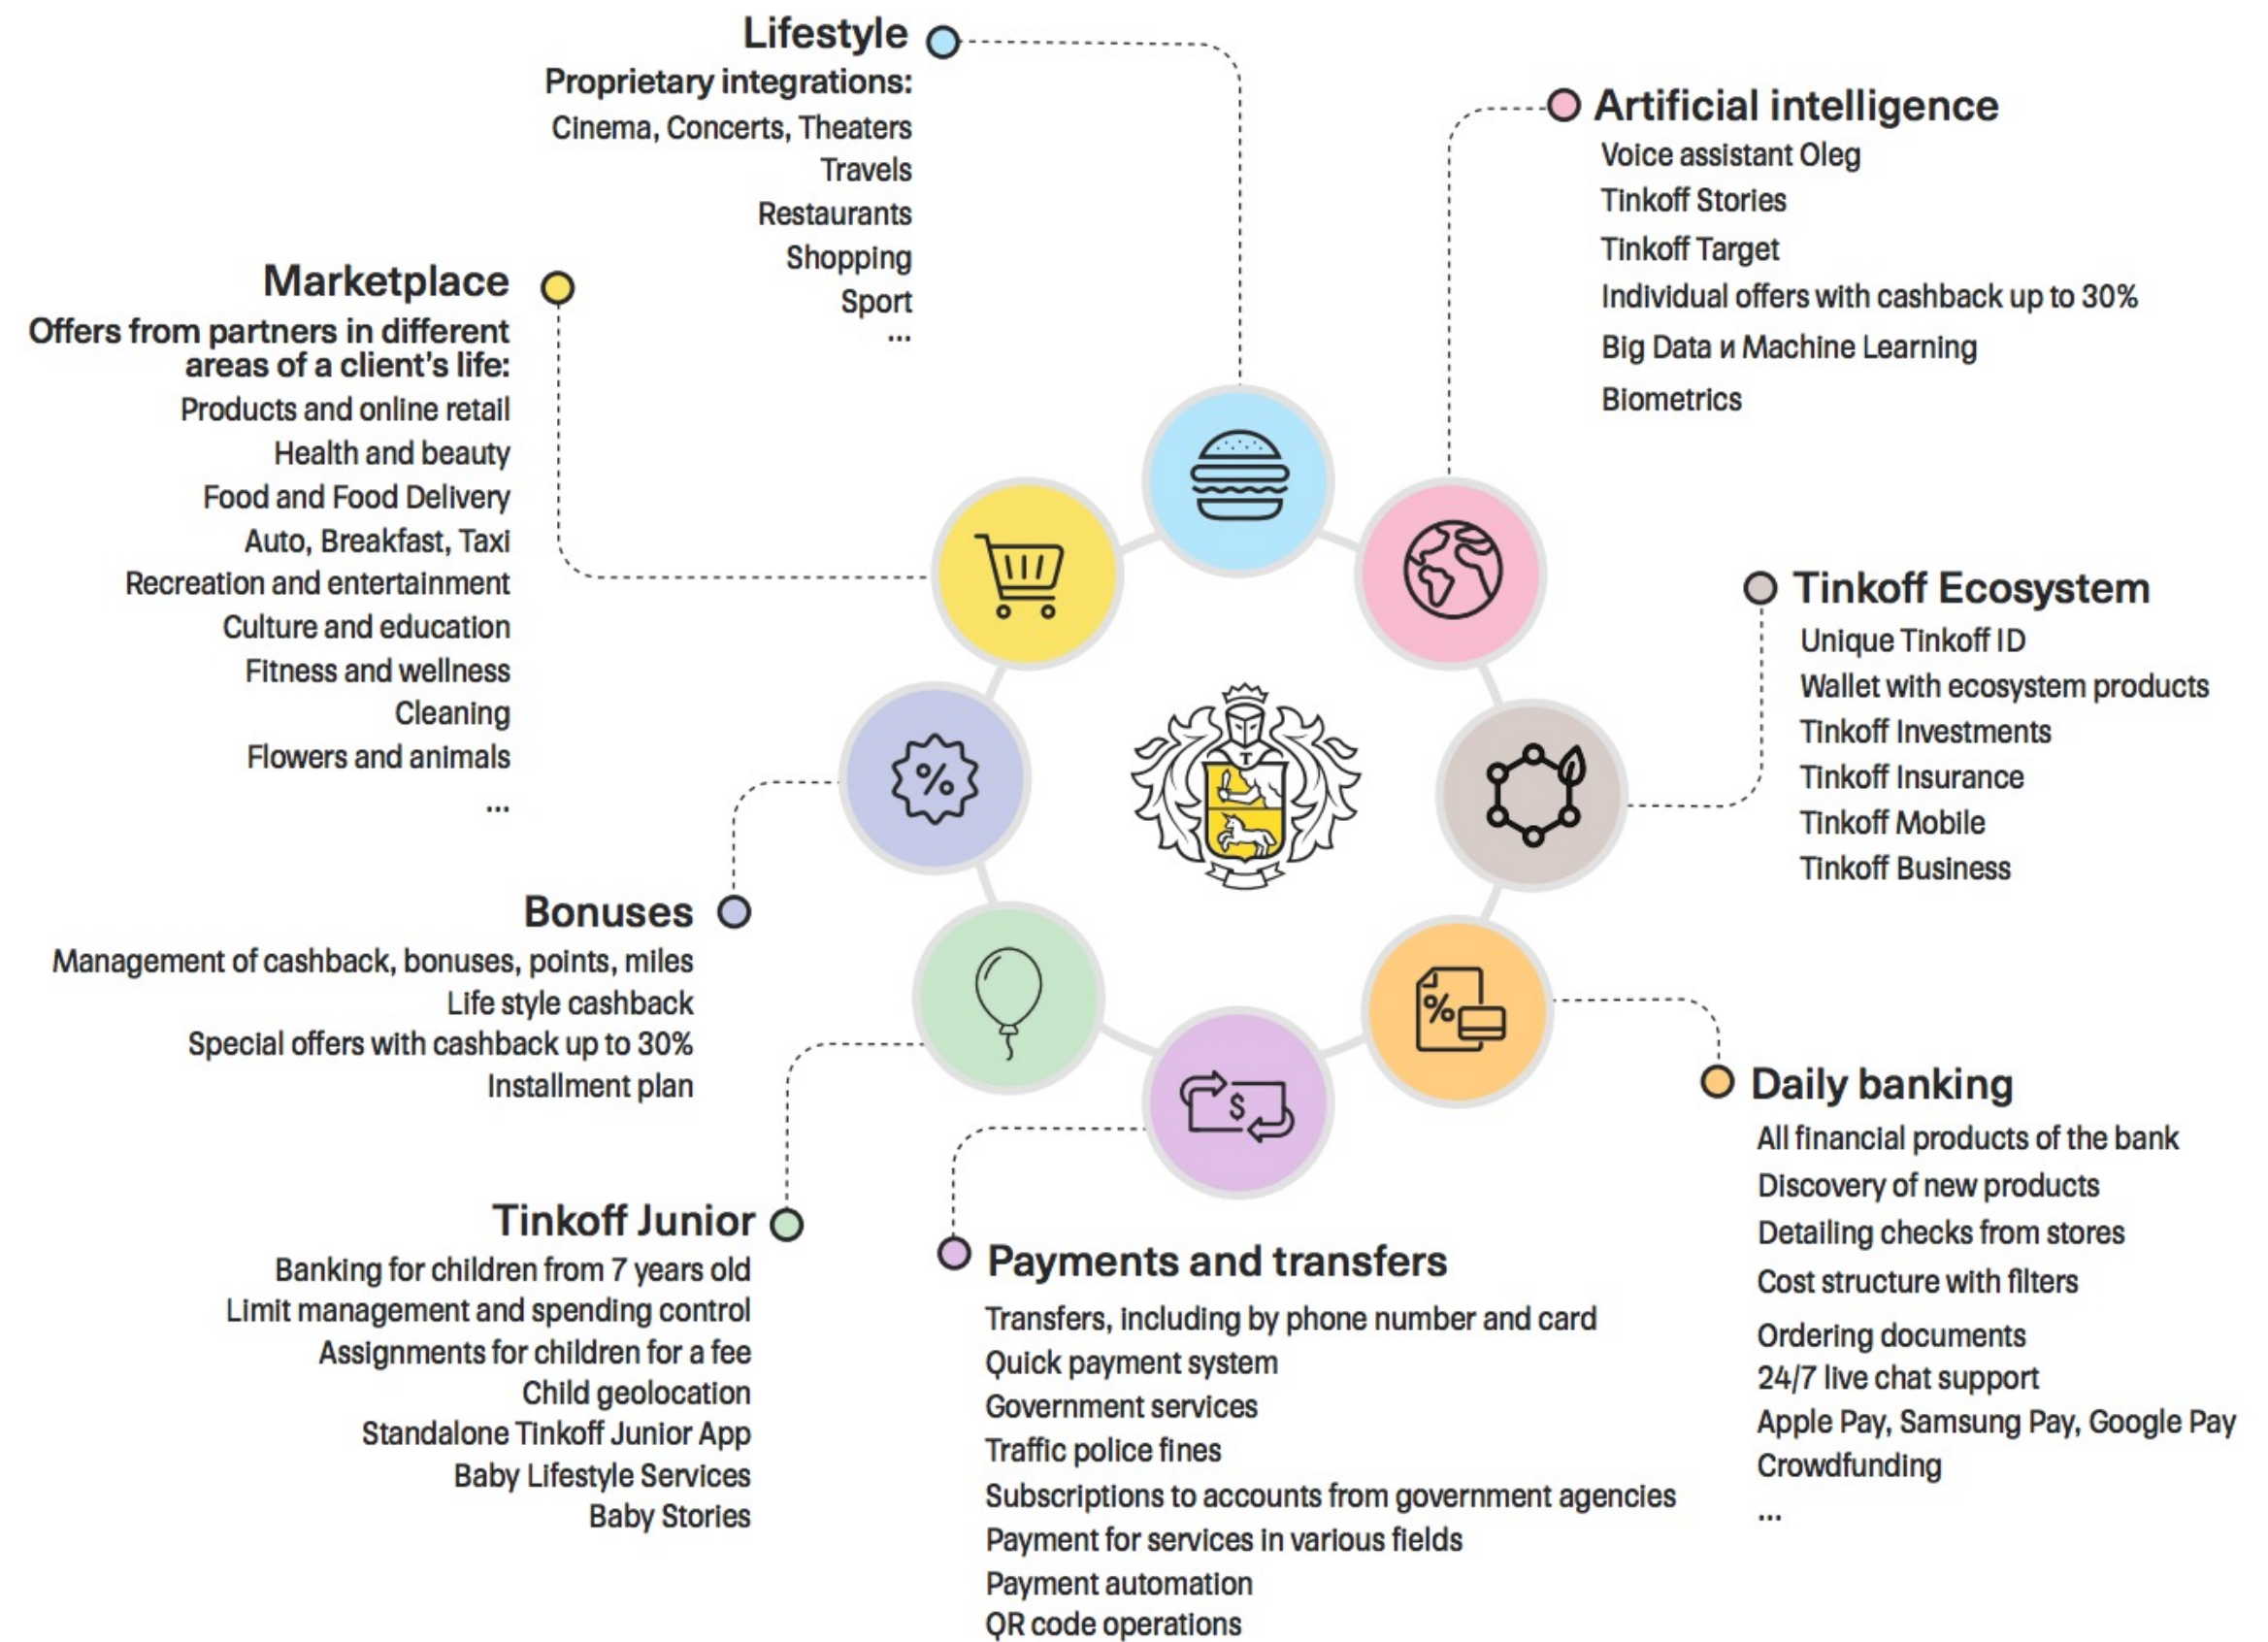 Lifestyle
Proprietary integrations:
Cinema, Concerts, Theaters
Travels
Restaurants
Shopping
Sport
...
Artificial intelligence
Voice assistant Oleg
Tinkoff Stories
Tinkoff Target
Individual offers with cashback up to 30%
Big Data и Machine Learning
Biometrics
Marketplace
Offers from partners in different
areas of a client's life:
Products and online retail
Health and beauty
Food and Food Delivery
Auto, Breakfast, Taxi
Recreation and entertainment
Culture and education
Fitness and wellness
Cleaning
Flowers and animals
...
Tinkoff Ecosystem
Unique Tinkoff ID
Wallet with ecosystem products
Tinkoff Investments
Tinkoff Insurance
Tinkoff Mobile
Tinkoff Business
%
T
%
$
Bonuses
Management of cashback, bonuses, points, miles
Life style cashback
Special offers with cashback up to 30%
Installment plan
Daily banking
All financial products of the bank
Discovery of new products
Detailing checks from stores
Cost structure with filters
Ordering documents
24/7 live chat support
Apple Pay, Samsung Pay, Google Pay
Crowdfunding
...
Tinkoff Junior
Banking for children from 7 years old
Limit management and spending control
Assignments for children for a fee
Child geolocation
Standalone Tinkoff Junior App
Baby Lifestyle Services
Baby Stories
Payments and transfers
Transfers, including by phone number and card
Quick payment system
Government services
Traffic police fines
Subscriptions to accounts from government agencies
Payment for services in various fields
Payment automation
QR code operations